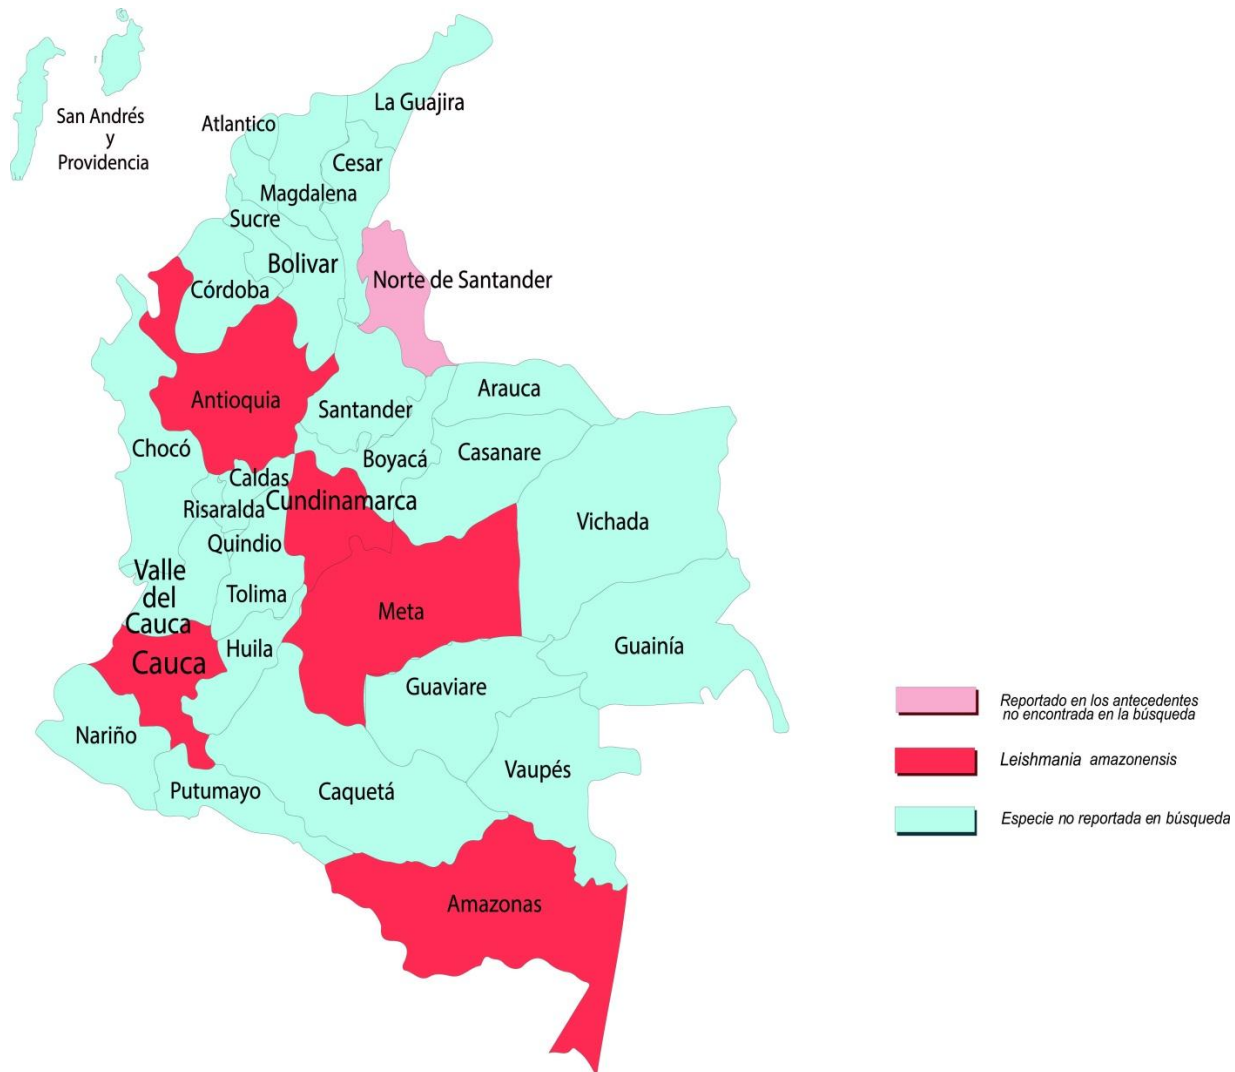 San Andrés
y
Providencia
La Guajira
Atlantico
Cesar
Magdalena
Sucre
Bolivar
Norte de Santander
Córdoba
Arauca
Antioquia
Santander
Chocó
Boyacá
Casanare
Caldas
Cundinamarca
Risaralda
Vichada
Quindio
Valle
del
Cauca
Tolima
Meta
Huila
Guainía
Cauca
Guaviare
Nariño
Vaupés
Putumayo
Caquetá
Amazonas
Reportado en los antecedentes
no encontrada en la búsqueda
Leishmania amazonensis
Especie no reportada en búsqueda